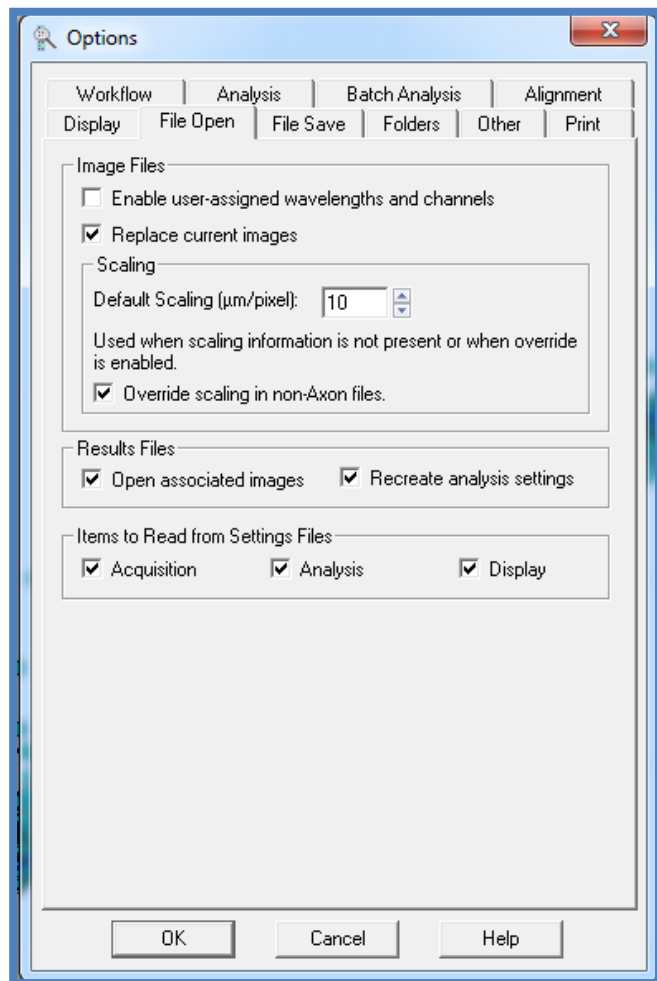 Options
Workflow Analysis Batch Analysis Alignment
Display File Open File Save Folders Other Print
Image Files
Enable user-assigned wavelengths and channels
Replace current images
Scaling
Default Scaling (µm/pixel): 10
Used when scaling information is not present or when override
is enabled.
Override scaling in non-Axon files.
Results Files
Open associated images Recreate analysis settings
Items to Read from Settings Files
Acquisition Analysis Display
OK Cancel Help